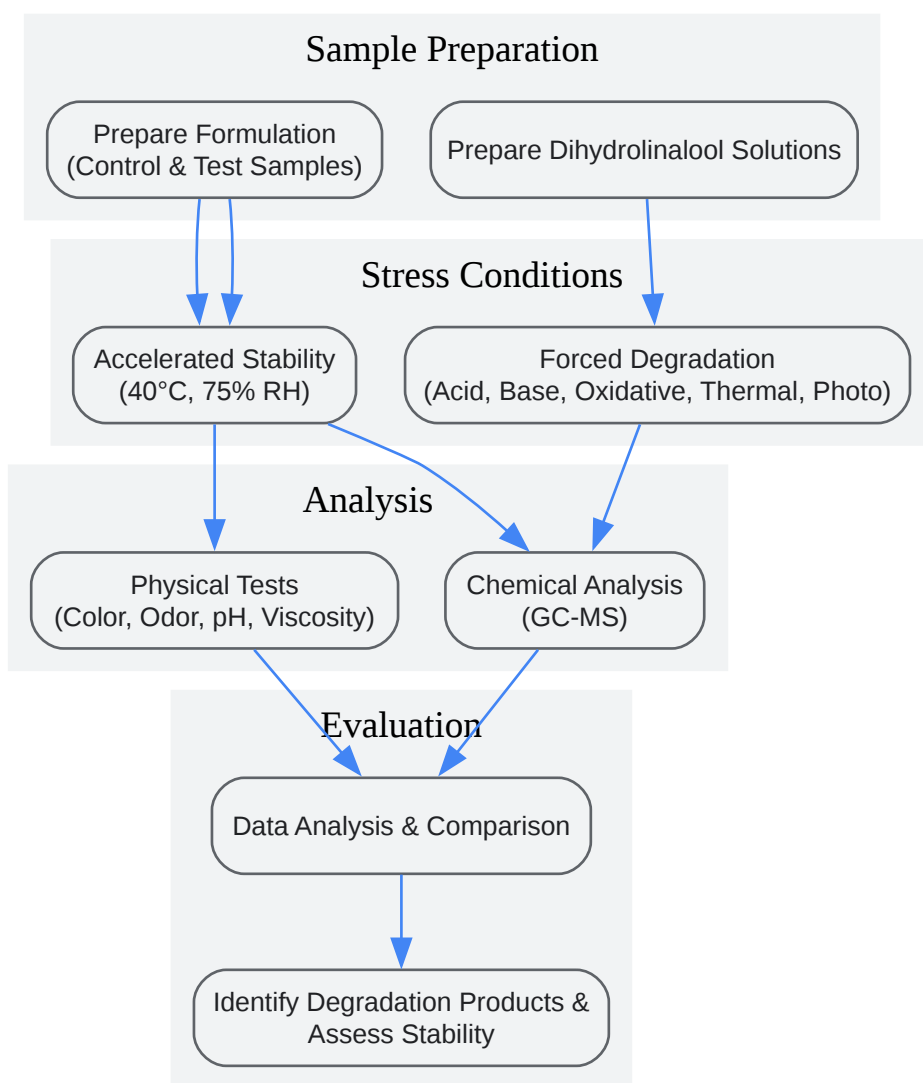 Sample Preparation
Prepare Formulation
(Control & Test Samples)
Prepare Dihydrolinalool Solutions
Stress Conditions
Accelerated Stability
(40°C, 75% RH)
Forced Degradation
(Acid, Base, Oxidative, Thermal, Photo)
Analysis
Physical Tests
(Color, Odor, pH, Viscosity)
Chemical Analysis
(GC-MS)
Evaluation
Data Analysis & Comparison
Identify Degradation Products &
Assess Stability